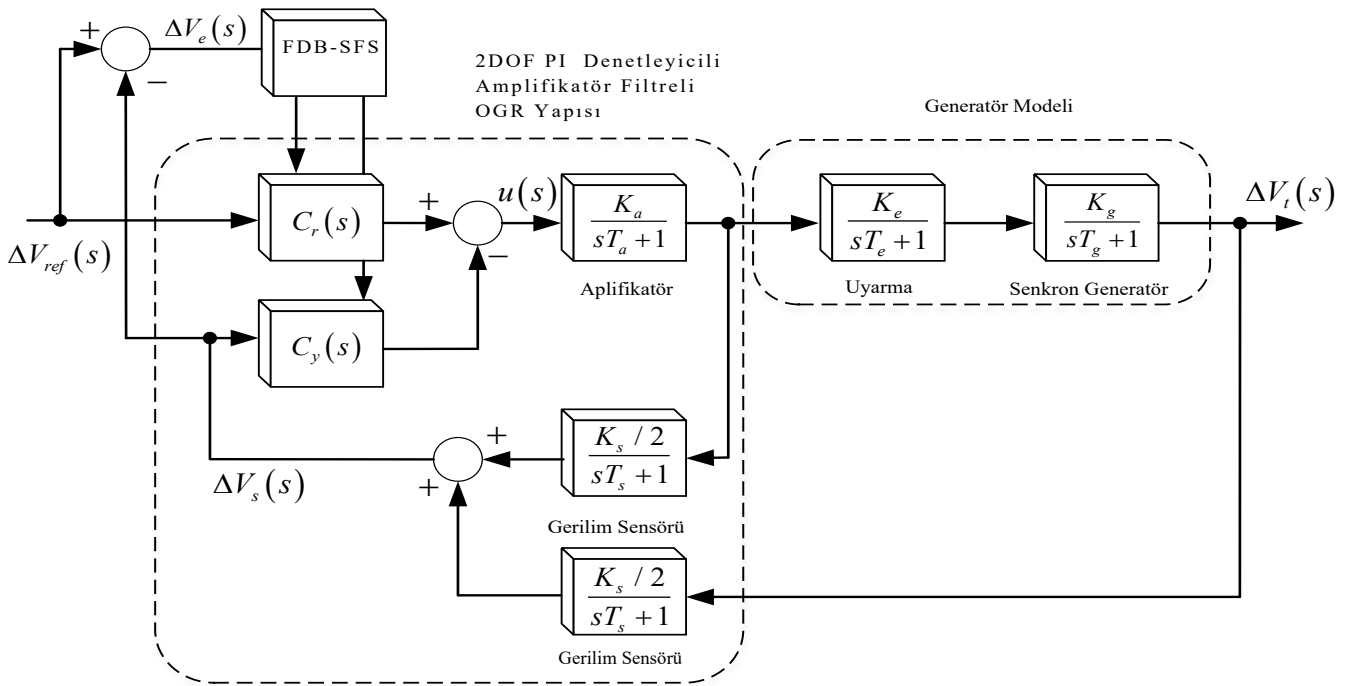 ΔV_e(s)
FDB-SFS
+
−
2DOF PI Denetleyicili
Amplifikatör Filtreli
OGR Yapısı
Generatör Modeli
C_r(s)
+
−
u(s)
K_a
sT_a + 1
Aplifikatör
K_e
sT_e + 1
Uyarma
K_g
sT_g + 1
Senkron Generatör
ΔV_t(s)
ΔV_ref(s)
C_y(s)
K_s / 2
sT_s + 1
Gerilim Sensörü
+
+
ΔV_s(s)
K_s / 2
sT_s + 1
Gerilim Sensörü